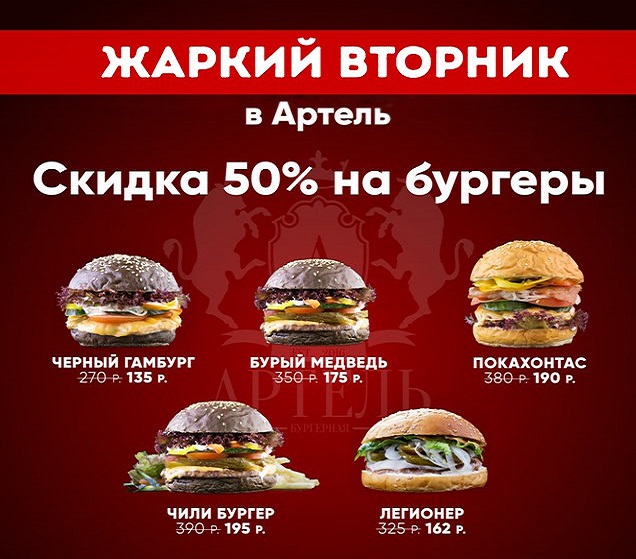 ЖАРКИЙ ВТОРНИК
в Артель
Скидка 50% на бургеры
ЧЕРНЫЙ ГАМБУРГ
270 Р. 135 Р.
БУРЫЙ МЕДВЕДЬ
350 Р. 175 Р.
ПОКАХОНТАС
380 Р. 190 Р.
АРТЕЛЬ
БУРГЕРНАЯ
ЧИЛИ БУРГЕР
390 Р. 195 Р.
ЛЕГИОНЕР
325 Р. 162 Р.